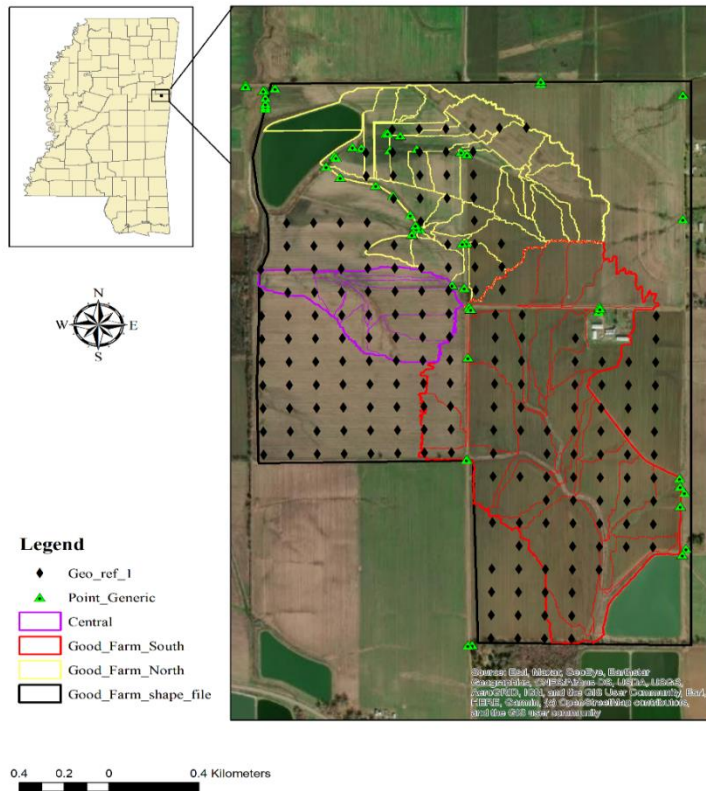 N
W E
S
Legend
Geo_ref_1
Point_Generic
Central
Good_Farm_South
Good_Farm_North
Good_Farm_shape_file
Source: Esri, Maxar, GeoEye, Earthstar
Geographics, CNES/Airbus DS, USDA, USGS,
AeroGRID, IGN, and the GIS User Community, Esri,
HERE, Garmin, (c) OpenStreetMap contributors,
and the GIS user community
0.4 0.2 0 0.4 Kilometers